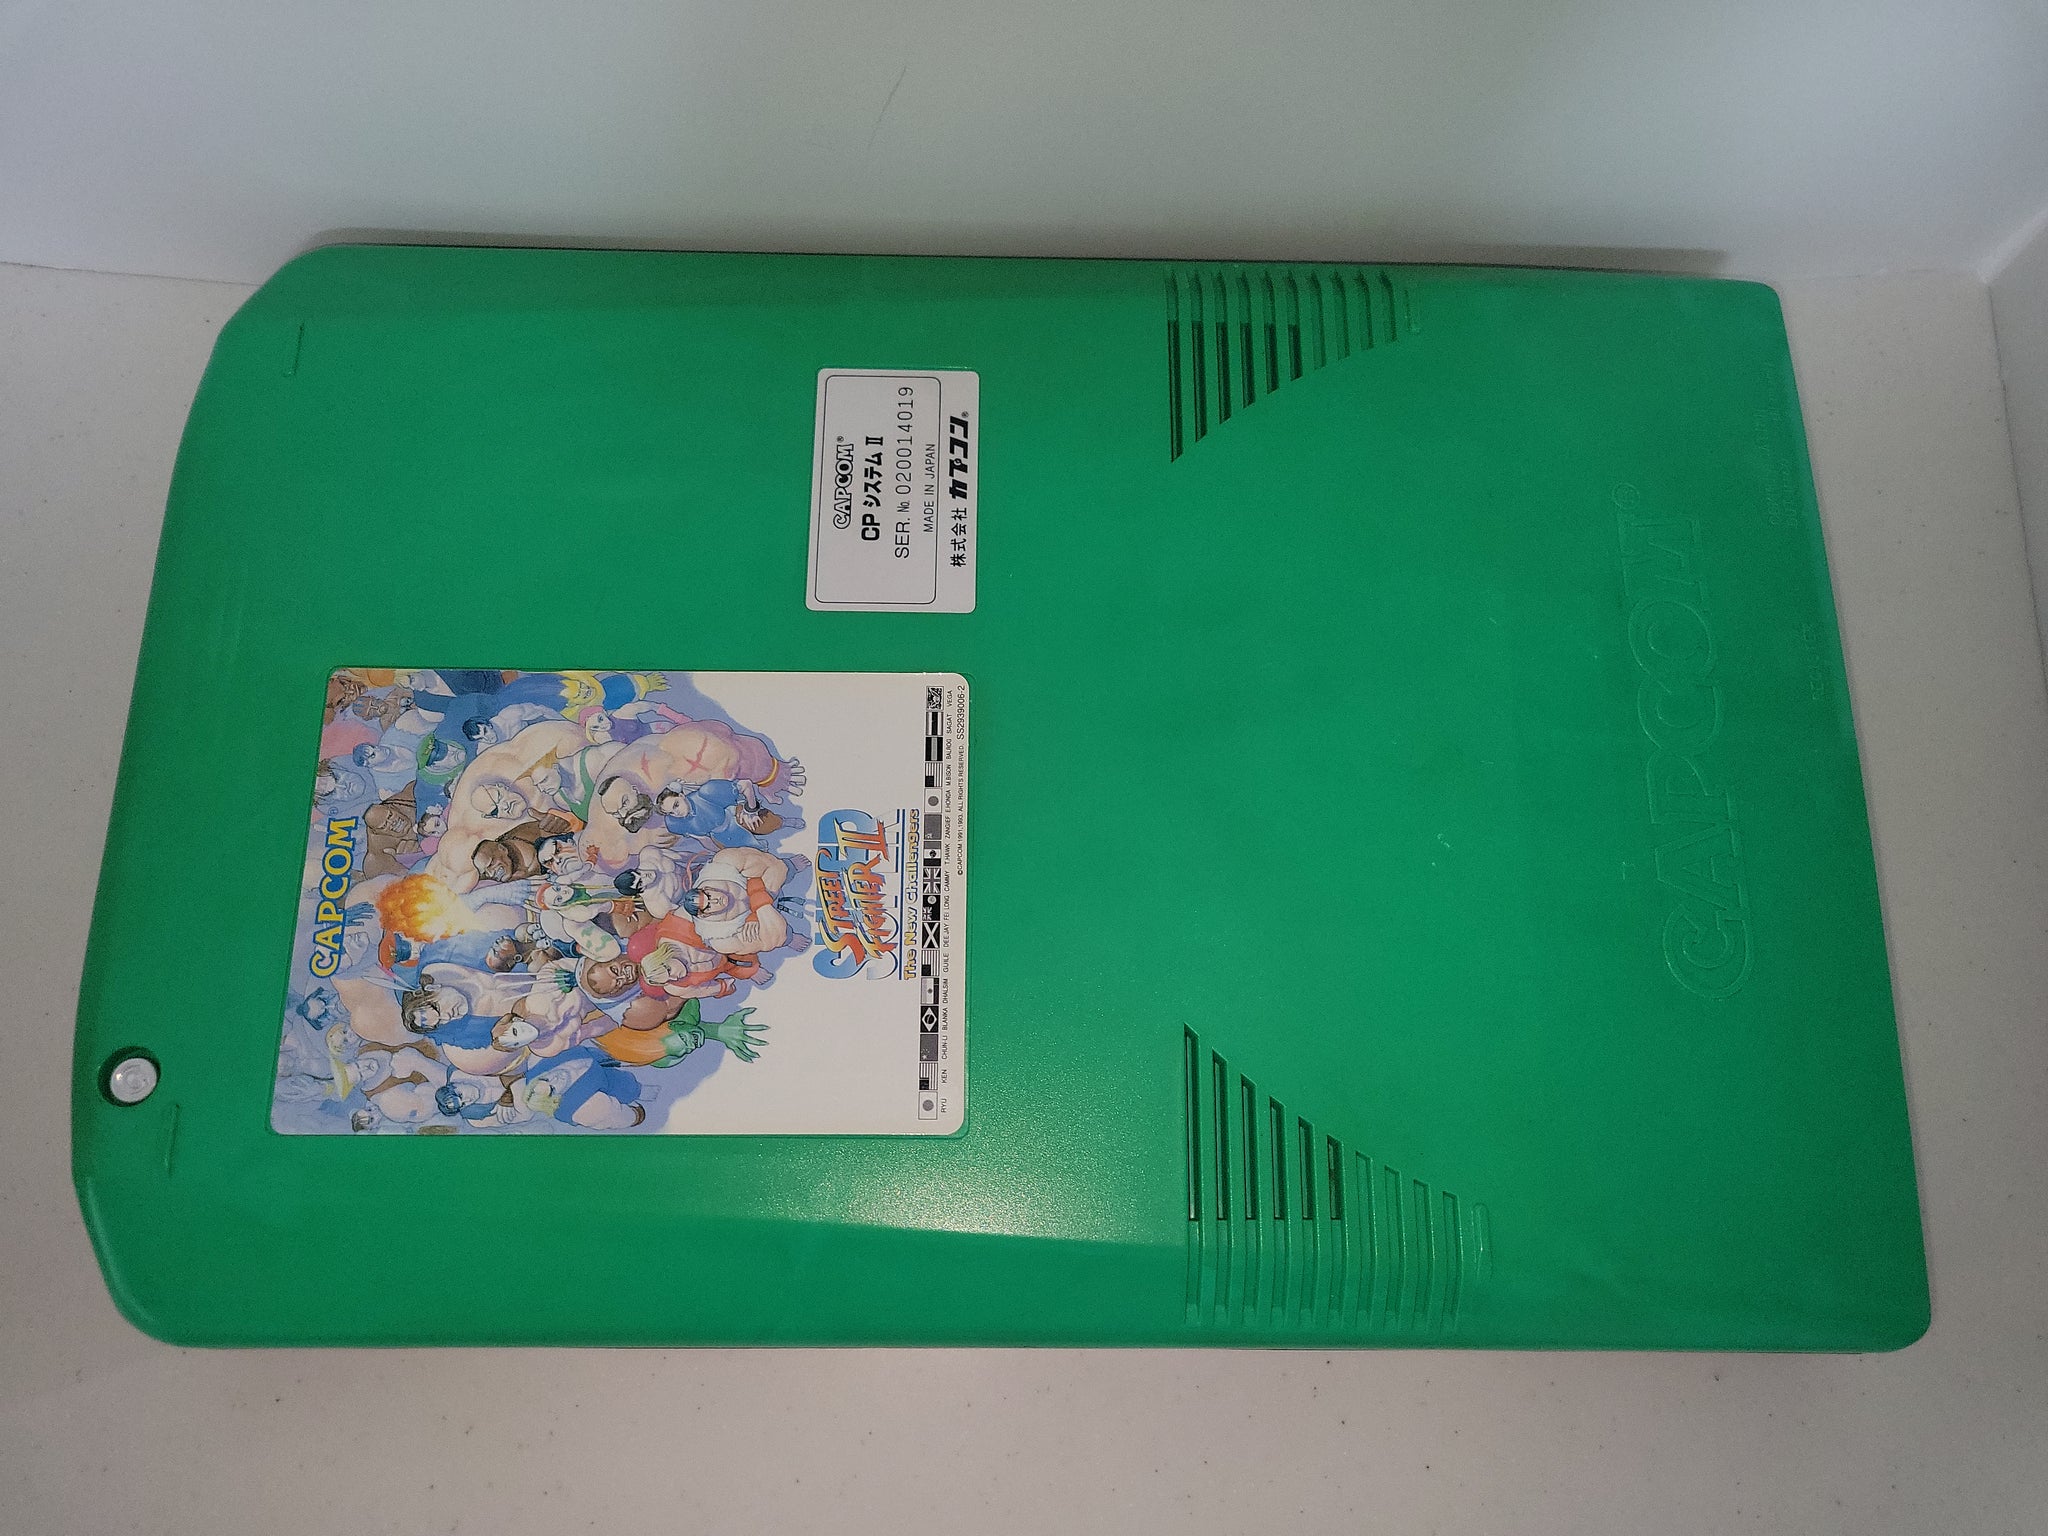 CAPCOM®
CP システムⅡ
SER. № 020014019
MADE IN JAPAN
株式会社 カプコン®
CAPCOM®
SUPER
STREET
FIGHTER II
The New Challengers
RYU KEN CHUN-LI BLANKA DHALSIM GUILE DEEJAY FEI LONG CAMMY T.HAWK ZANGIEF E.HONDA M.BISON BALROG SAGAT VEGA
©CAPCOM 1991,1993. ALL RIGHTS RESERVED. SS2939006-2
CAPCOM®